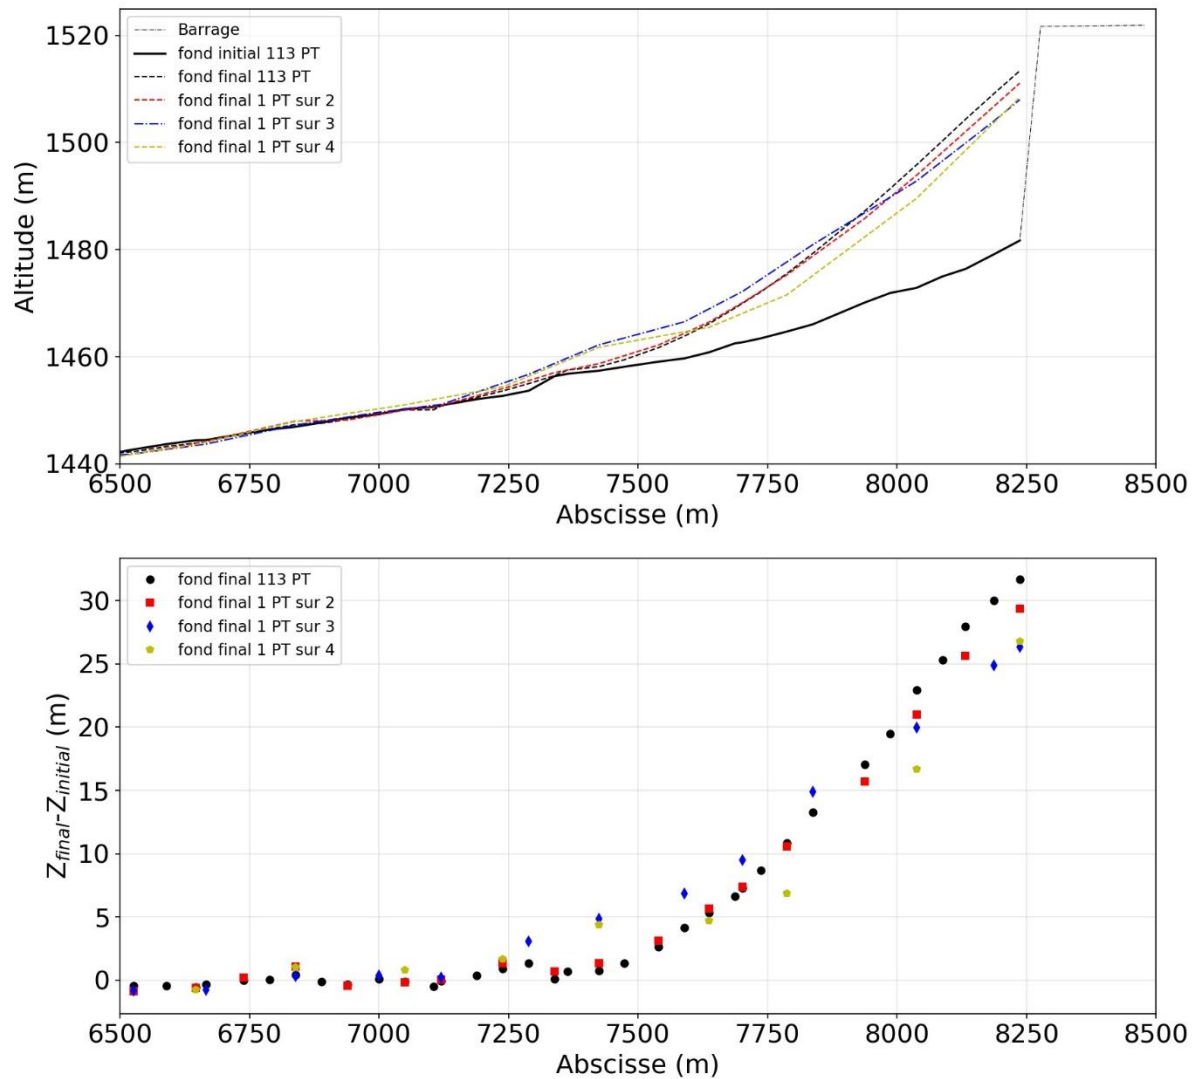 Barrage
fond initial 113 PT
fond final 113 PT
fond final 1 PT sur 2
fond final 1 PT sur 3
fond final 1 PT sur 4
Altitude (m)
1520
1500
1480
1460
1440
6500 6750 7000 7250 7500 7750 8000 8250 8500
Abscisse (m)
fond final 113 PT
fond final 1 PT sur 2
fond final 1 PT sur 3
fond final 1 PT sur 4
Z_final-Z_initial (m)
30
25
20
15
10
5
0
6500 6750 7000 7250 7500 7750 8000 8250 8500
Abscisse (m)